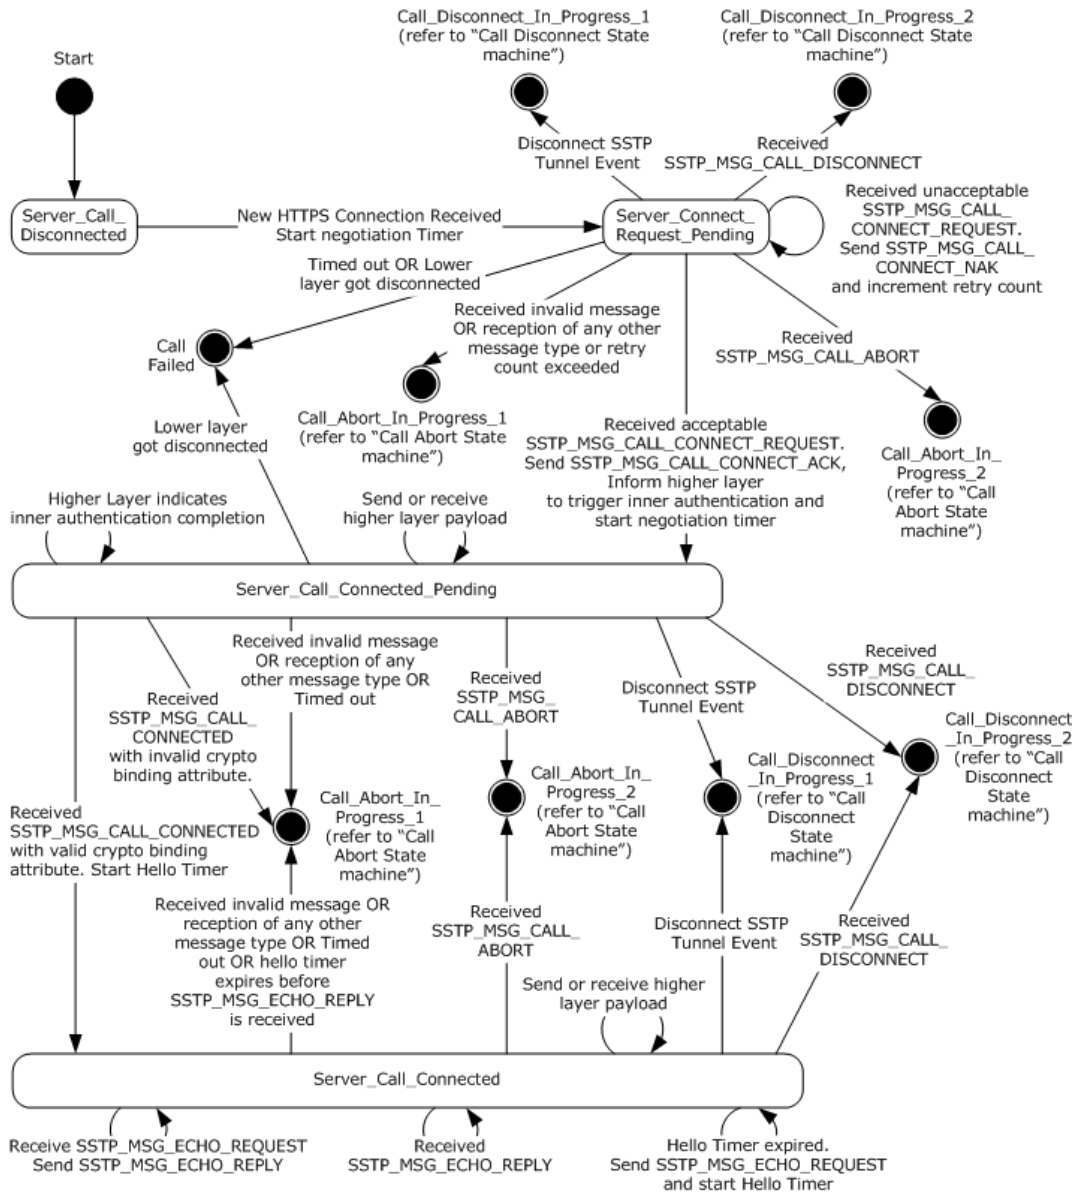 Call_Disconnect_In_Progress_1
(refer to “Call Disconnect State
machine”)
Call_Disconnect_In_Progress_2
(refer to “Call Disconnect State
machine”)
Start
Disconnect SSTP
Tunnel Event
Received
SSTP_MSG_CALL_DISCONNECT
Server_Call_
Disconnected
New HTTPS Connection Received
Start negotiation Timer
Server_Connect_
Request_Pending
Received unacceptable
SSTP_MSG_CALL_
CONNECT_REQUEST.
Send SSTP_MSG_CALL_
CONNECT_NAK
and increment retry count
Timed out OR Lower
layer got disconnected
Call
Failed
Received invalid message
OR reception of any other
message type or retry
count exceeded
Received
SSTP_MSG_CALL_ABORT
Call_Abort_In_Progress_1
(refer to “Call Abort State
machine”)
Lower layer
got disconnected
Received acceptable
SSTP_MSG_CALL_CONNECT_REQUEST.
Send SSTP_MSG_CALL_CONNECT_ACK,
Inform higher layer
to trigger inner authentication and
start negotiation timer
Call_Abort_In_
Progress_2
(refer to “Call
Abort State
machine”)
Higher Layer indicates
inner authentication completion
Send or receive
higher layer payload
Server_Call_Connected_Pending
Received
SSTP_MSG_CALL_
CONNECTED
with invalid crypto
binding attribute.
Received invalid message
OR reception of any
other message type OR
Timed out
Received
SSTP_MSG_
CALL_ABORT
Disconnect SSTP
Tunnel Event
Received
SSTP_MSG_CALL_
DISCONNECT
Received
SSTP_MSG_CALL_CONNECTED
with valid crypto binding
attribute. Start Hello Timer
Call_Abort_In_
Progress_1
(refer to “Call
Abort State
machine”)
Call_Abort_In_
Progress_2
(refer to “Call
Abort State
machine”)
Call_Disconnect
_In_Progress_1
(refer to “Call
Disconnect
State
machine”)
Call_Disconnect
_In_Progress_2
(refer to “Call
Disconnect
State
machine”)
Received invalid message OR
reception of any other
message type OR Timed
out OR hello timer
expires before
SSTP_MSG_ECHO_REPLY
is received
Received
SSTP_MSG_CALL_
ABORT
Disconnect SSTP
Tunnel Event
Received
SSTP_MSG_CALL_
DISCONNECT
Send or receive higher
layer payload
Server_Call_Connected
Receive SSTP_MSG_ECHO_REQUEST
Send SSTP_MSG_ECHO_REPLY
Received
SSTP_MSG_ECHO_REPLY
Hello Timer expired.
Send SSTP_MSG_ECHO_REQUEST
and start Hello Timer